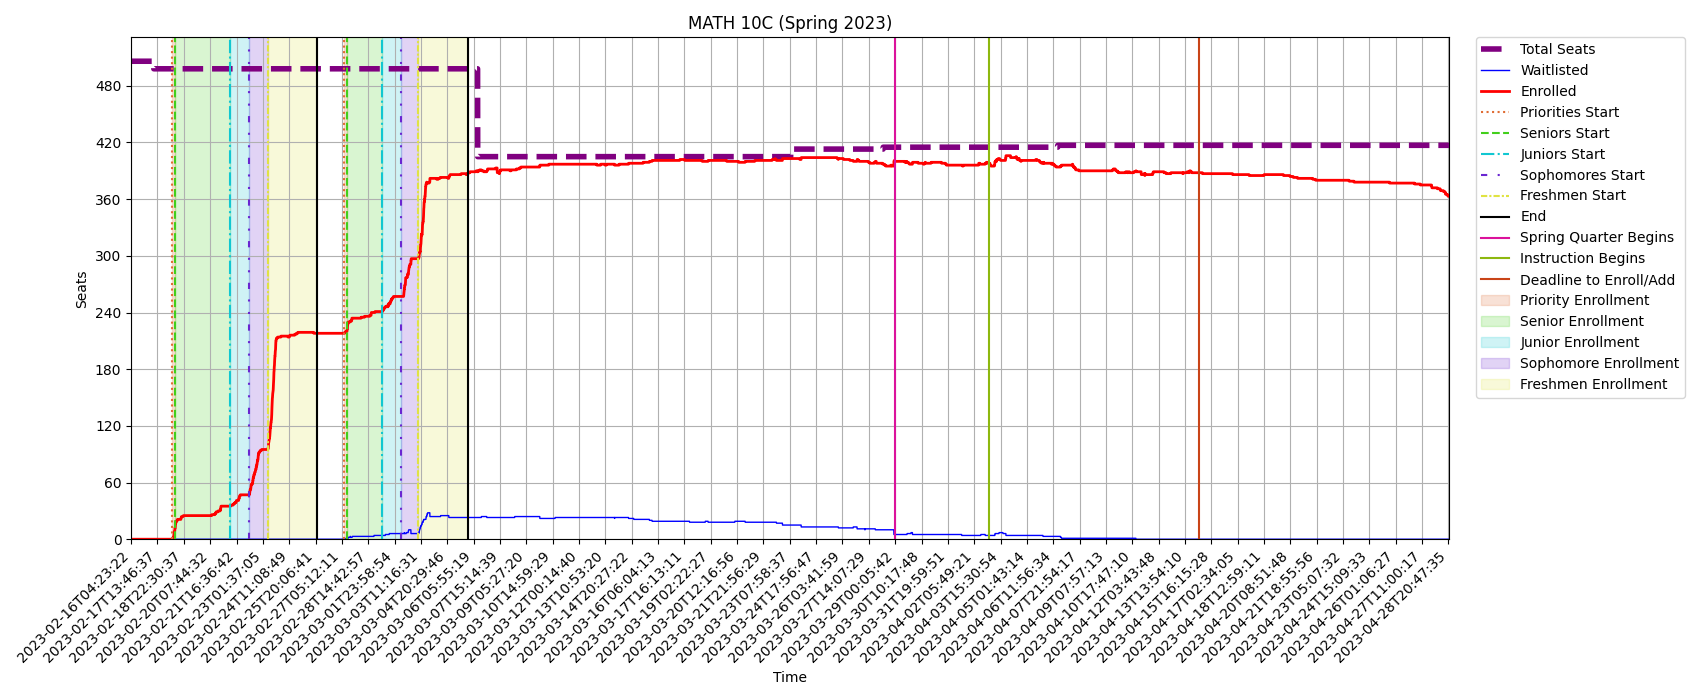 MATH 10C (Spring 2023)
Seats
480
420
360
300
240
180
120
60
0
2023-02-16T04:23:22
2023-02-17T13:46:37
2023-02-18T22:30:37
2023-02-20T07:44:32
2023-02-21T16:36:42
2023-02-23T01:37:05
2023-02-24T11:08:49
2023-02-25T20:06:41
2023-02-27T05:12:11
2023-02-28T14:42:57
2023-03-01T23:58:54
2023-03-03T11:16:31
2023-03-04T20:29:46
2023-03-06T05:55:19
2023-03-07T15:14:39
2023-03-09T05:27:20
2023-03-10T14:59:29
2023-03-12T00:14:40
2023-03-13T10:53:20
2023-03-14T20:27:22
2023-03-16T06:04:13
2023-03-17T16:13:11
2023-03-19T02:22:27
2023-03-20T12:16:56
2023-03-21T21:56:29
2023-03-23T07:58:37
2023-03-24T17:56:47
2023-03-26T03:41:59
2023-03-27T14:07:29
2023-03-29T00:05:42
2023-03-30T10:17:48
2023-03-31T19:59:51
2023-04-02T05:49:21
2023-04-03T15:30:54
2023-04-05T01:43:14
2023-04-06T11:56:34
2023-04-07T21:54:17
2023-04-09T07:57:13
2023-04-10T17:47:10
2023-04-12T03:43:48
2023-04-13T13:54:10
2023-04-15T16:15:28
2023-04-17T02:34:05
2023-04-18T12:59:11
2023-04-20T08:51:48
2023-04-21T18:55:56
2023-04-23T05:07:32
2023-04-24T15:09:33
2023-04-26T01:06:27
2023-04-27T11:00:17
2023-04-28T20:47:35
Time
Total Seats
Waitlisted
Enrolled
Priorities Start
Seniors Start
Juniors Start
Sophomores Start
Freshmen Start
End
Spring Quarter Begins
Instruction Begins
Deadline to Enroll/Add
Priority Enrollment
Senior Enrollment
Junior Enrollment
Sophomore Enrollment
Freshmen Enrollment